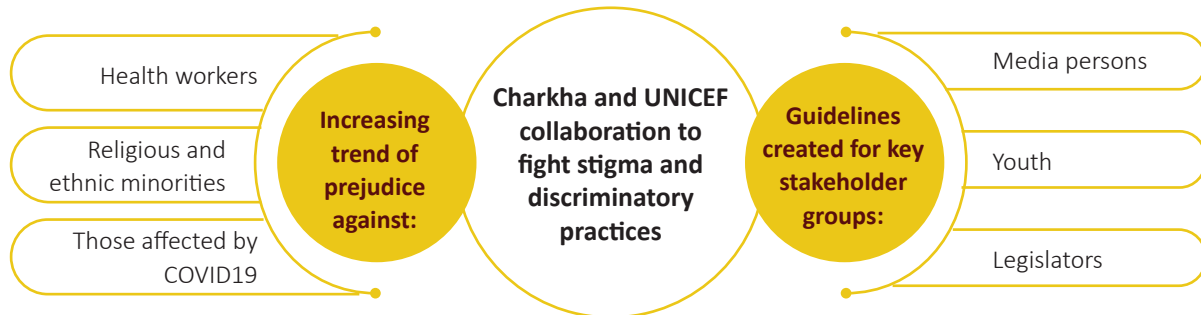 Health workers
Religious and
ethnic minorities
Those affected by
COVID19
Increasing
trend of
prejudice
against:
Charkha and UNICEF
collaboration to
fight stigma and
discriminatory
practices
Guidelines
created for key
stakeholder
groups:
Media persons
Youth
Legislators